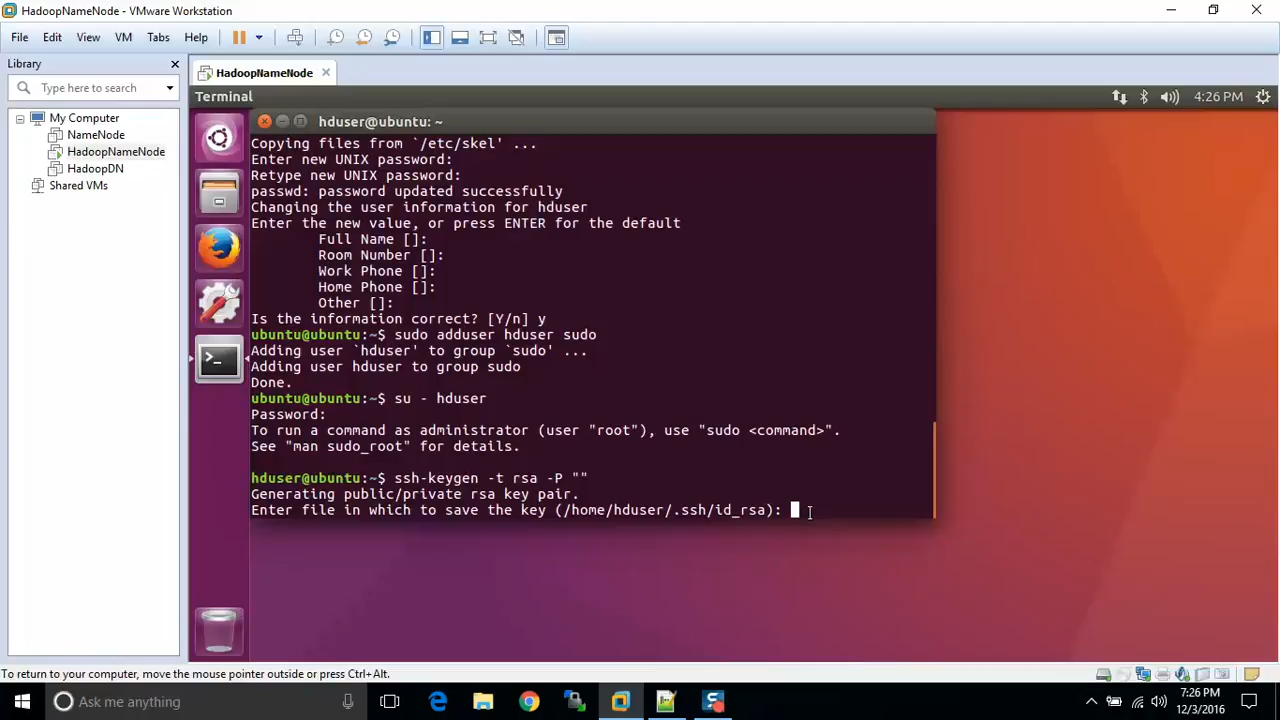 HadoopNameNode - VMware Workstation
File Edit View VM Tabs Help
Library
HadoopNameNode
Type here to search
Terminal
4:26 PM
My Computer
NameNode
HadoopNameNode
HadoopDN
Shared VMs
hduser@ubuntu: ~
Copying files from `/etc/skel' ...
Enter new UNIX password:
Retype new UNIX password:
passwd: password updated successfully
Changing the user information for hduser
Enter the new value, or press ENTER for the default
Full Name []:
Room Number []:
Work Phone []:
Home Phone []:
Other []:
Is the information correct? [Y/n] y
ubuntu@ubuntu:~$ sudo adduser hduser sudo
Adding user `hduser' to group `sudo' ...
Adding user hduser to group sudo
Done.
ubuntu@ubuntu:~$ su - hduser
Password:
To run a command as administrator (user "root"), use "sudo <command>".
See "man sudo_root" for details.
hduser@ubuntu:~$ ssh-keygen -t rsa -P ""
Generating public/private rsa key pair.
Enter file in which to save the key (/home/hduser/.ssh/id_rsa):
To return to your computer, move the mouse pointer outside or press Ctrl+Alt.
Ask me anything
7:26 PM
12/3/2016